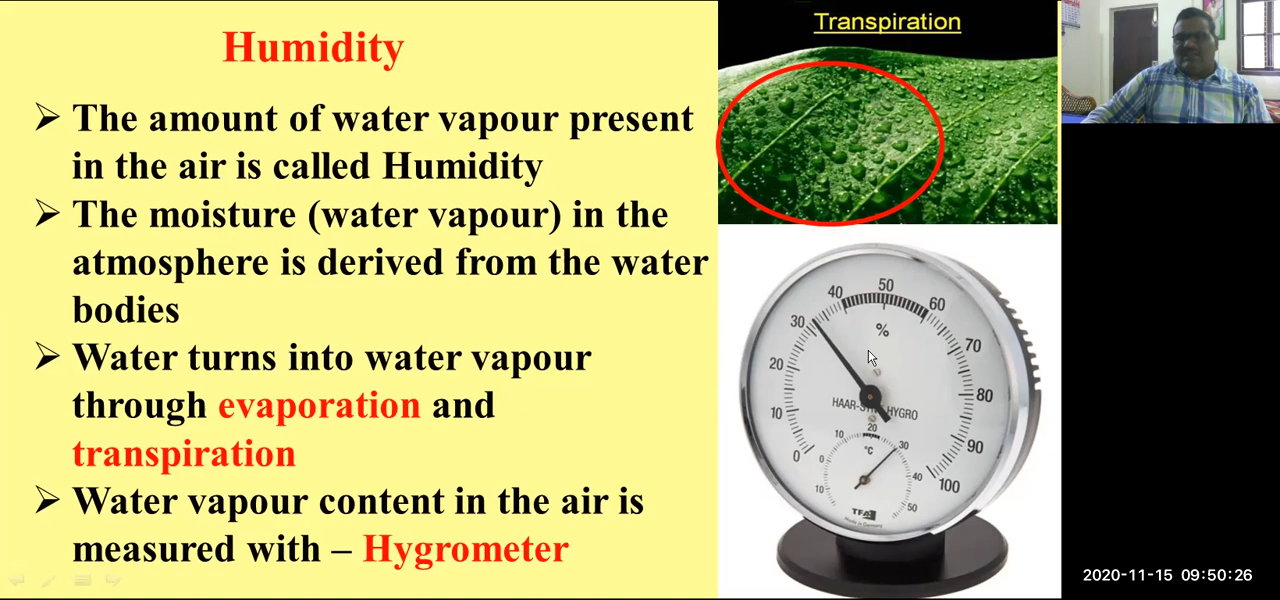 Humidity
➢ The amount of water vapour present
in the air is called Humidity
➢ The moisture (water vapour) in the
atmosphere is derived from the water
bodies
➢ Water turns into water vapour
through evaporation and
transpiration
➢ Water vapour content in the air is
measured with – Hygrometer
Transpiration
0 10 20 30 40 50 60 70 80 90 100
%
HYGRO
10 0 10 20 30 40 50
°C
TFA
Made in Germany
2020-11-15 09:50:26